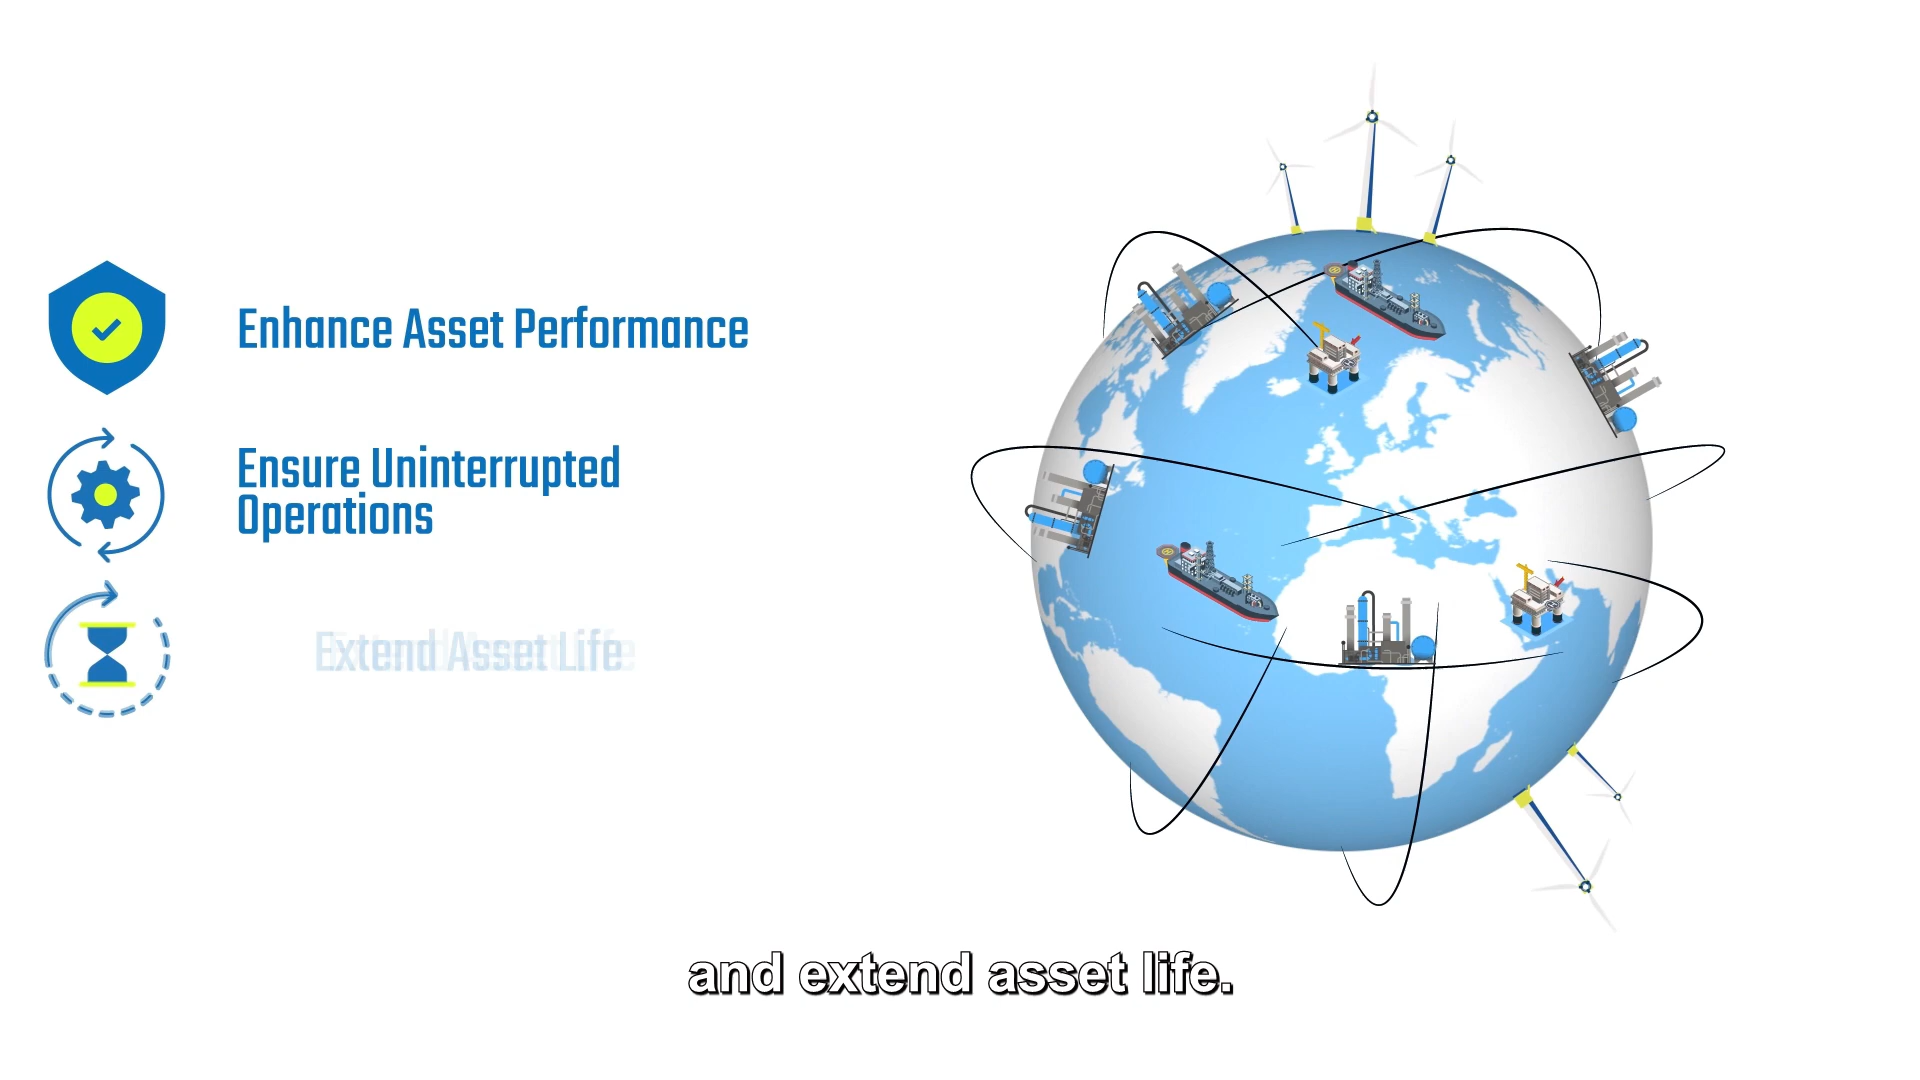 Enhance Asset Performance
Ensure Uninterrupted
Operations
Extend Asset Life
and extend asset life.